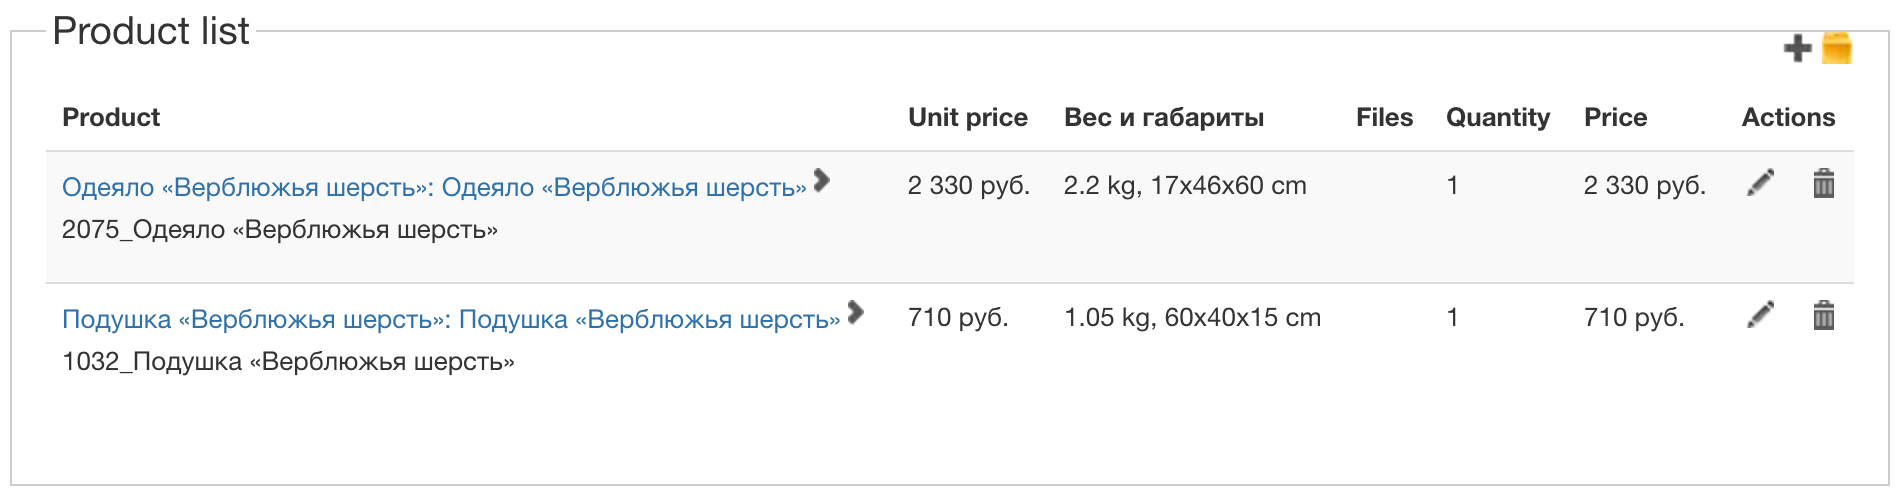 Product list
Product Unit price Вес и габариты Files Quantity Price Actions
Одеяло «Верблюжья шерсть»: Одеяло «Верблюжья шерсть» 2 330 руб. 2.2 kg, 17x46x60 cm 1 2 330 руб.
2075_Одеяло «Верблюжья шерсть»
Подушка «Верблюжья шерсть»: Подушка «Верблюжья шерсть» 710 руб. 1.05 kg, 60x40x15 cm 1 710 руб.
1032_Подушка «Верблюжья шерсть»